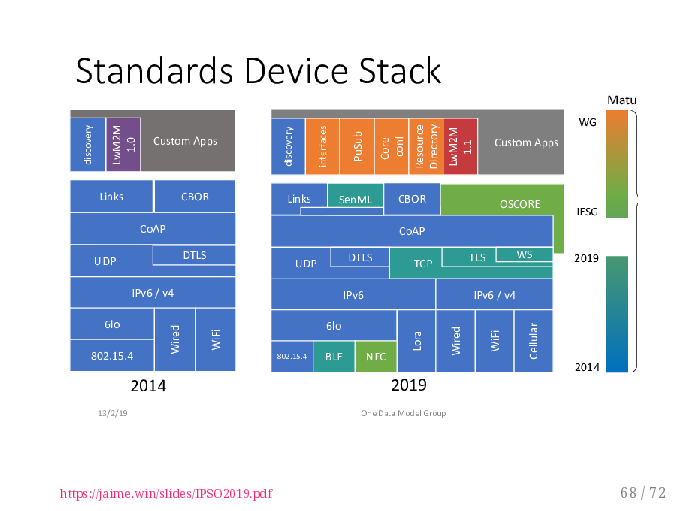 Standards Device Stack
Matu
discovery
LwM2M
1.0
Custom Apps
Links
CBOR
CoAP
UDP
DTLS
IPv6 / v4
6lo
802.15.4
Wired
WiFi
2014
discovery
interfaces
PuSub
Core
conf
Resource
Directory
LwM2M
1.1
Custom Apps
Links
SenML
CBOR
OSCORE
CoAP
UDP
DTLS
TCP
TLS
WS
IPv6
IPv6 / v4
6lo
802.15.4
BLE
NFC
Lora
Wired
WiFi
Cellular
2019
WG
IESG
2019
2014
13/2/19
One Data Model Group
https://jaime.win/slides/IPSO2019.pdf
68 / 72